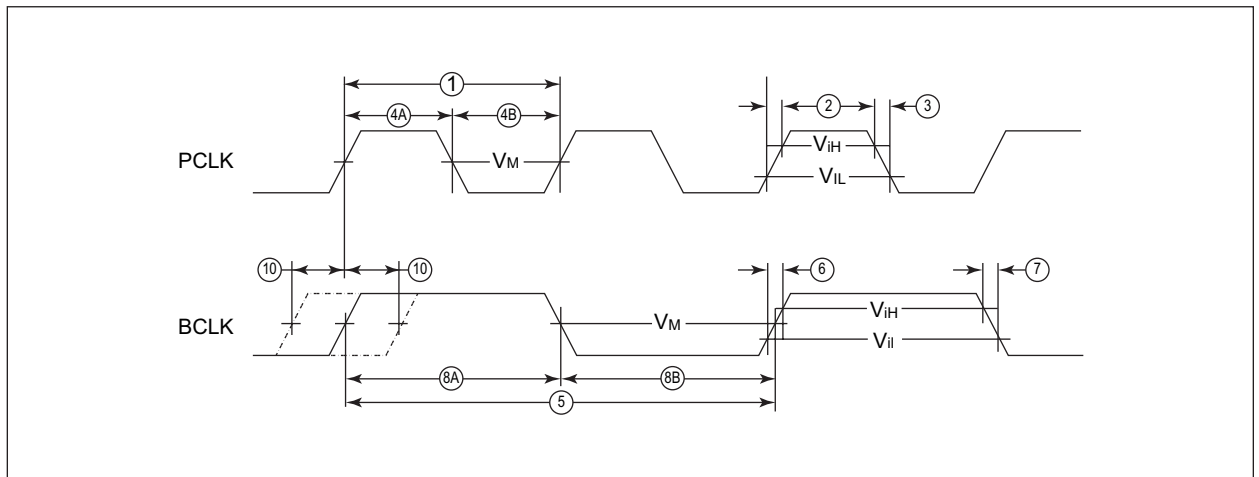 1
4A 4B 2 3
PCLK VM ViH
VIL
10 10 6 7
BCLK VM ViH
Vil
8A 8B
5